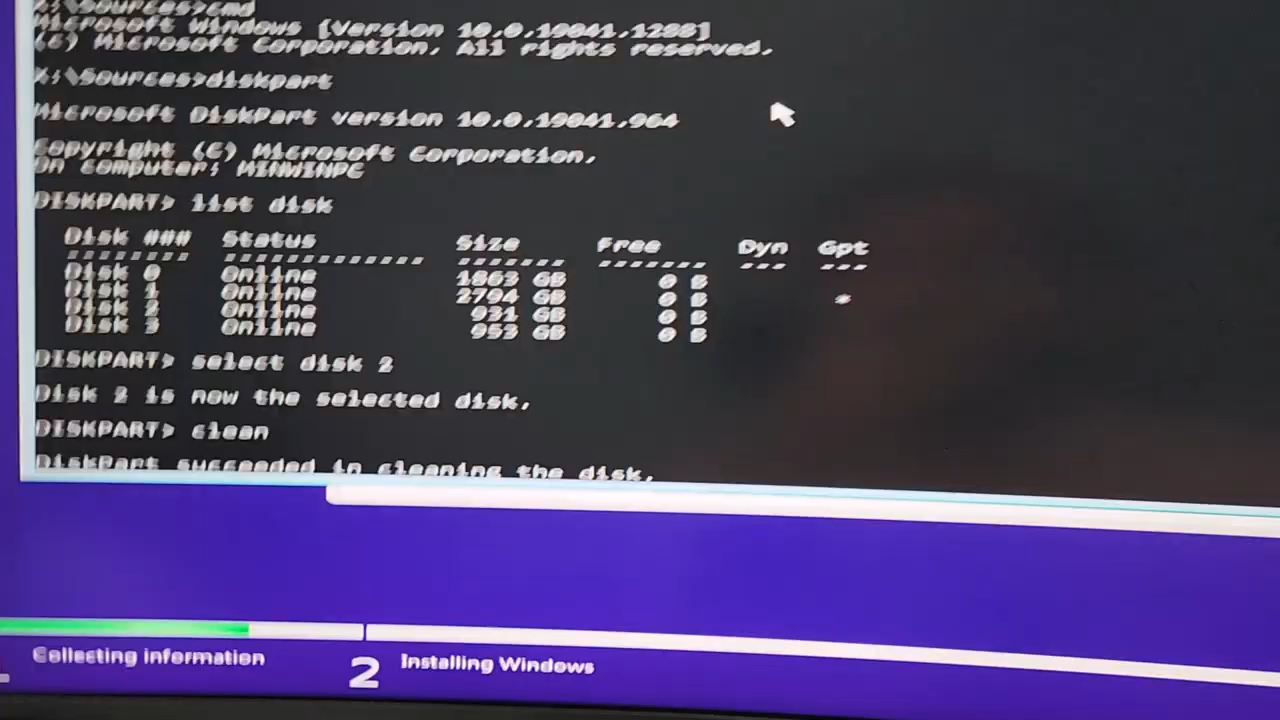 X:\Sources>cmd
Microsoft Windows [Version 10.0.19041.1288]
(c) Microsoft Corporation. All rights reserved.
X:\Sources>diskpart
Microsoft DiskPart version 10.0.19041.964
Copyright (C) Microsoft Corporation.
On computer: MINWINPC
DISKPART> list disk
Disk ### Status Size Free Dyn Gpt
-------- ------------- ------- ------- --- ---
Disk 0 Online 1863 GB 0 B
Disk 1 Online 2794 GB 0 B *
Disk 2 Online 931 GB 0 B
Disk 3 Online 953 GB 0 B
DISKPART> select disk 2
Disk 2 is now the selected disk.
DISKPART> clean
DiskPart succeeded in cleaning the disk.
Collecting information
2 Installing Windows